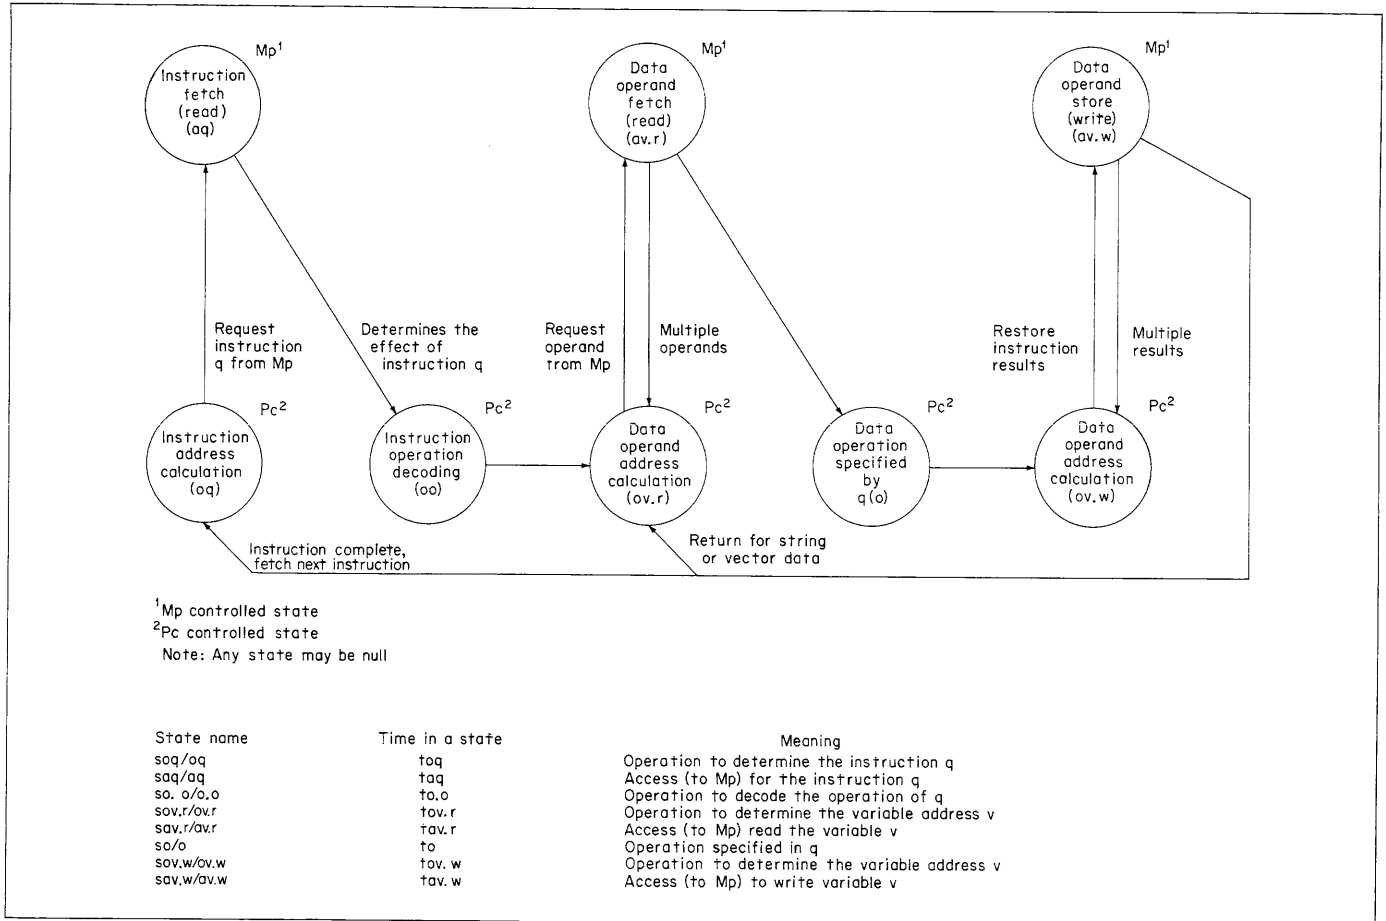 Mp¹
Instruction
fetch
(read)
(aq)
Mp¹
Data
operand
fetch
(read)
(av.r)
Mp¹
Data
operand
store
(write)
(av.w)
Request
instruction
q from Mp
Determines the
effect of
instruction q
Request
operand
trom Mp
Multiple
operands
Restore
instruction
results
Multiple
results
Pc²
Instruction
address
calculation
(oq)
Pc²
Instruction
operation
decoding
(oo)
Pc²
Data
operand
address
calculation
(ov.r)
Pc²
Data
operation
specified
by
q(o)
Pc²
Data
operand
address
calculation
(ov.w)
Instruction complete,
fetch next instruction
Return for string
or vector data
¹Mp controlled state
²Pc controlled state
Note: Any state may be null
State name Time in a state Meaning
soq/oq toq Operation to determine the instruction q
saq/aq taq Access (to Mp) for the instruction q
so. o/o.o to.o Operation to decode the operation of q
sov.r/ov.r tov. r Operation to determine the variable address v
sav.r/av.r tav. r Access (to Mp) read the variable v
so/o to Operation specified in q
sov.w/ov.w tov. w Operation to determine the variable address v
sav.w/av.w tav. w Access (to Mp) to write variable v